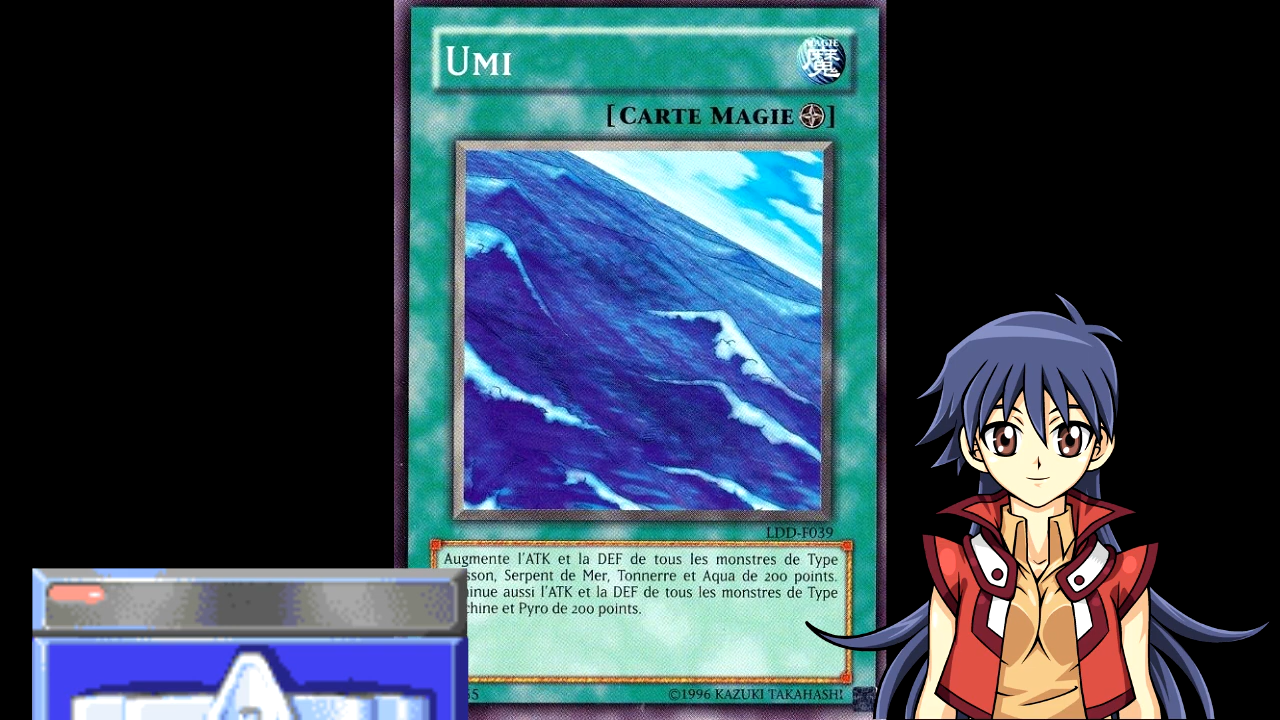 UMI
MAGIE
魔
[CARTE MAGIE]
LDD-F039
Augmente l'ATK et la DEF de tous les monstres de Type
Serpent de Mer, Tonnerre et Aqua de 200 points.
aussi l'ATK et la DEF de tous les monstres de Type
et Pyro de 200 points.
©1996 KAZUKI TAKAHASHI